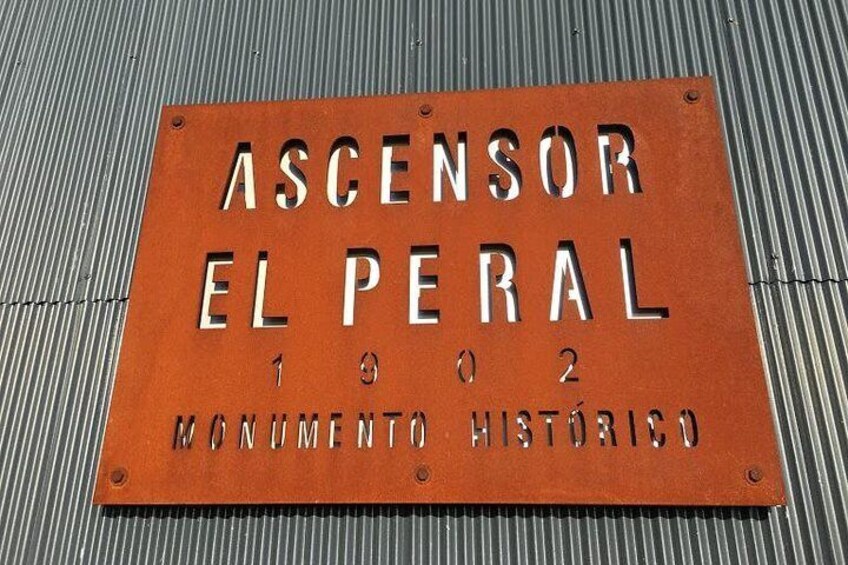 ASCENSOR
EL PERAL
1902
MONUMENTO HISTÓRICO